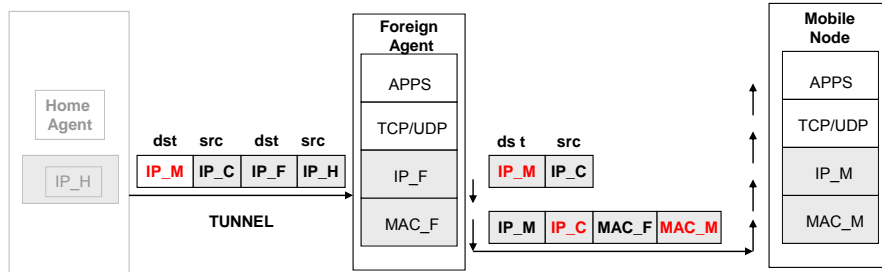 Foreign
Agent
Mobile
Node
APPS
APPS
Home
Agent
TCP/UDP
TCP/UDP
dst src dst src
ds t src
IP_M IP_C IP_F IP_H
IP_M IP_C
IP_H
IP_F
IP_M
TUNNEL
MAC_F
IP_M IP_C MAC_F MAC_M
MAC_M